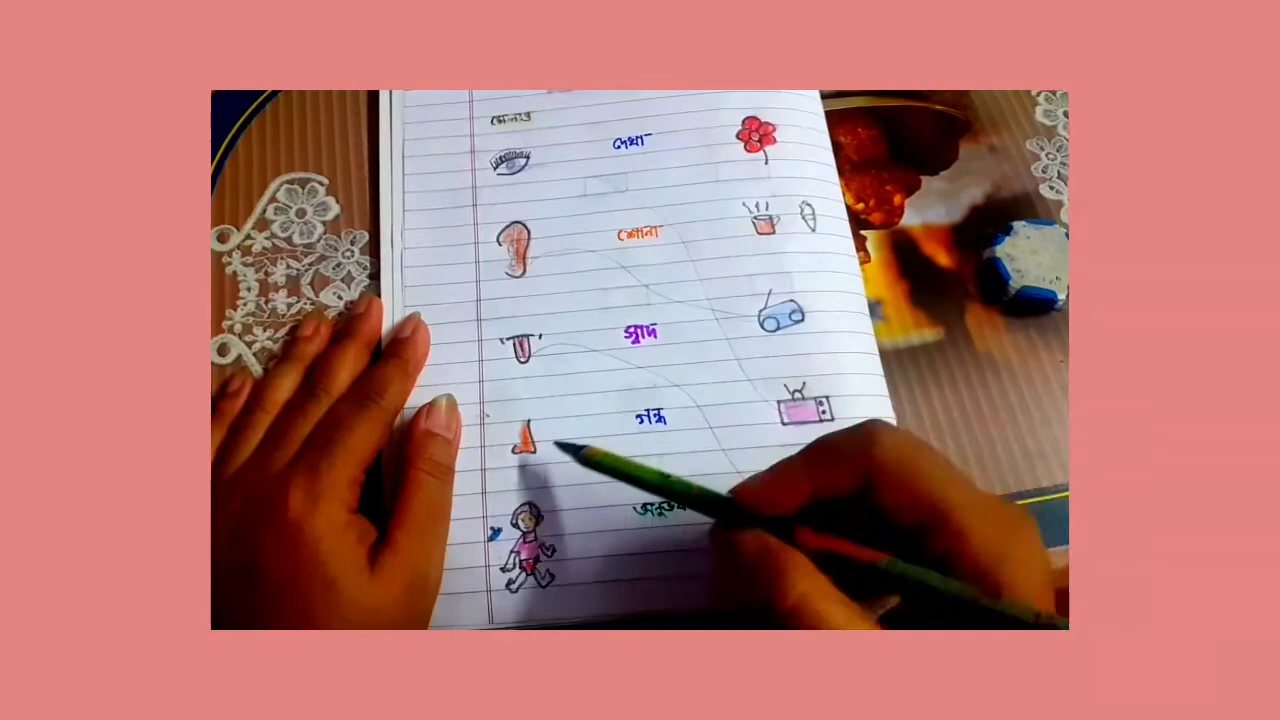 মেলাও
দেখা
শোনা
স্বাদ
গন্ধ